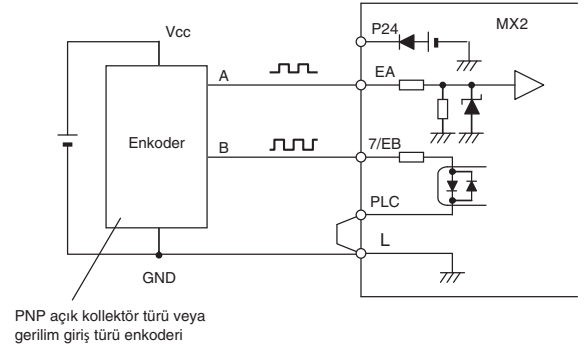 MX2
Vcc
P24
A
EA
Enkoder
B
7/EB
PLC
L
GND
PNP açık kollektör türü veya
gerilim giriş türü enkoderi